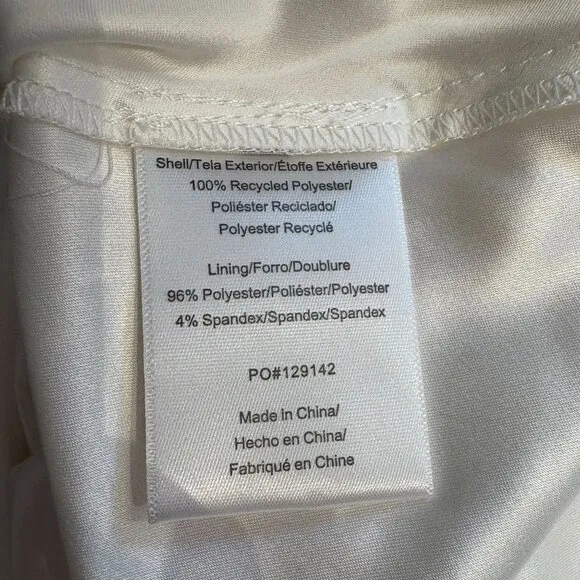 Shell/Tela Exterior/Étoffe Extérieure
100% Recycled Polyester/
Poliéster Reciclado/
Polyester Recyclé
Lining/Forro/Doublure
96% Polyester/Poliéster/Polyester
4% Spandex/Spandex/Spandex
PO#129142
Made in China/
Hecho en China/
Fabriqué en Chine